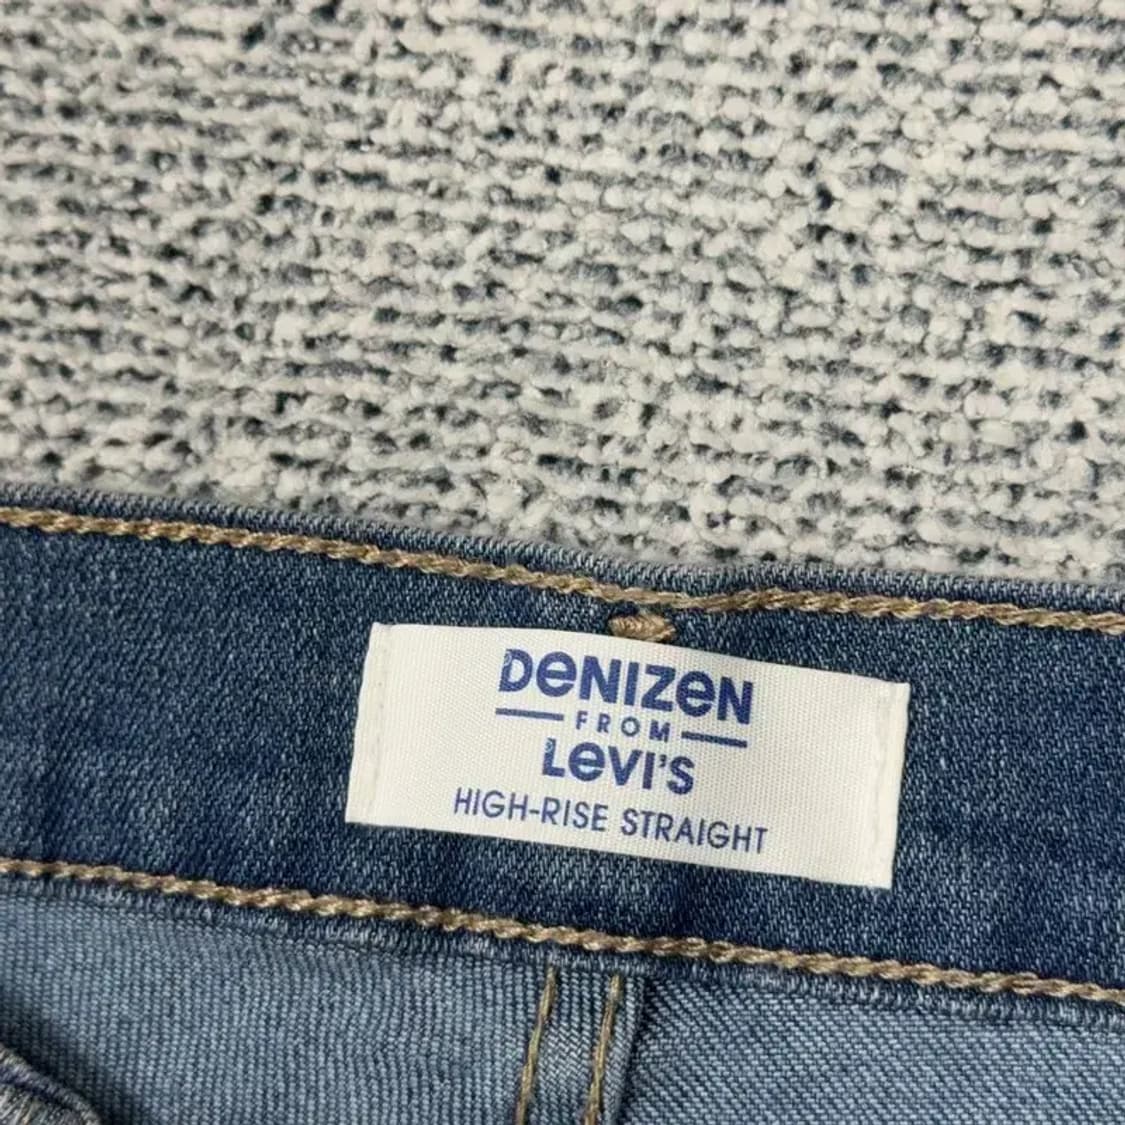 DeNIZeN
FROM
LeVI'S
HIGH-RISE STRAIGHT